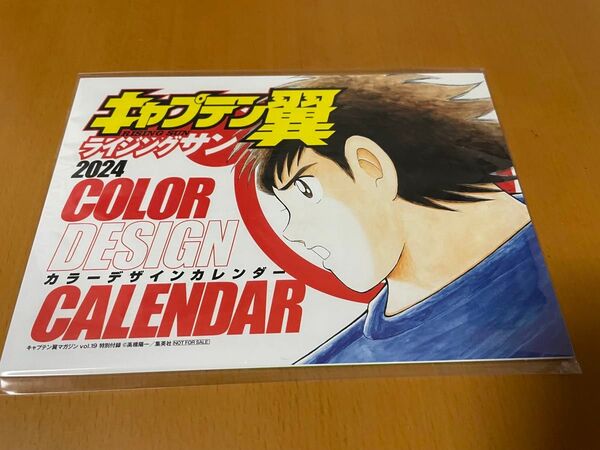 キャプテン翼
RISING SUN
ライジングサン
2024
COLOR
DESIGN
カラーデザインカレンダー
CALENDAR
キャプテン翼マガジン vol.19 特別付録 ©高橋陽一／集英社 NOT FOR SALE